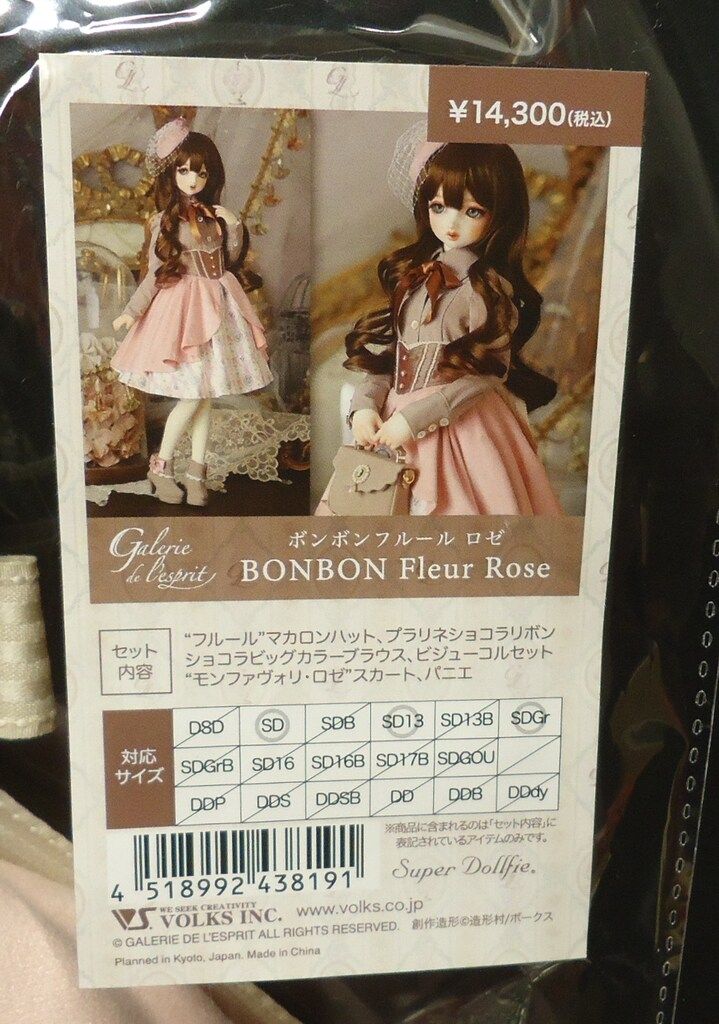 ¥14,300(税込)
Galerie
de l'esprit
ボンボンフルール ロゼ
BONBON Fleur Rose
セット
内容
“フルール”マカロンハット、プラリネショコラリボン
ショコラビッグカラーブラウス、ビジューコルセット
“モンファヴォリ・ロゼ”スカート、パニエ
対応
サイズ
DSD SD SDB SD13 SD13B SDGr
SDGrB SD16 SD16B SD17B SDGOU
DDP DDS DDSB DD DDB DDdy
※商品に含まれるのは「セット内容」に
表記されているアイテムのみです。
Super Dollfie.
4 518992 438191
WE SEEK CREATIVITY
VS. VOLKS INC. www.volks.co.jp
© GALERIE DE L'ESPRIT ALL RIGHTS RESERVED. 創作造形©造形村/ボークス
Planned in Kyoto, Japan. Made in China